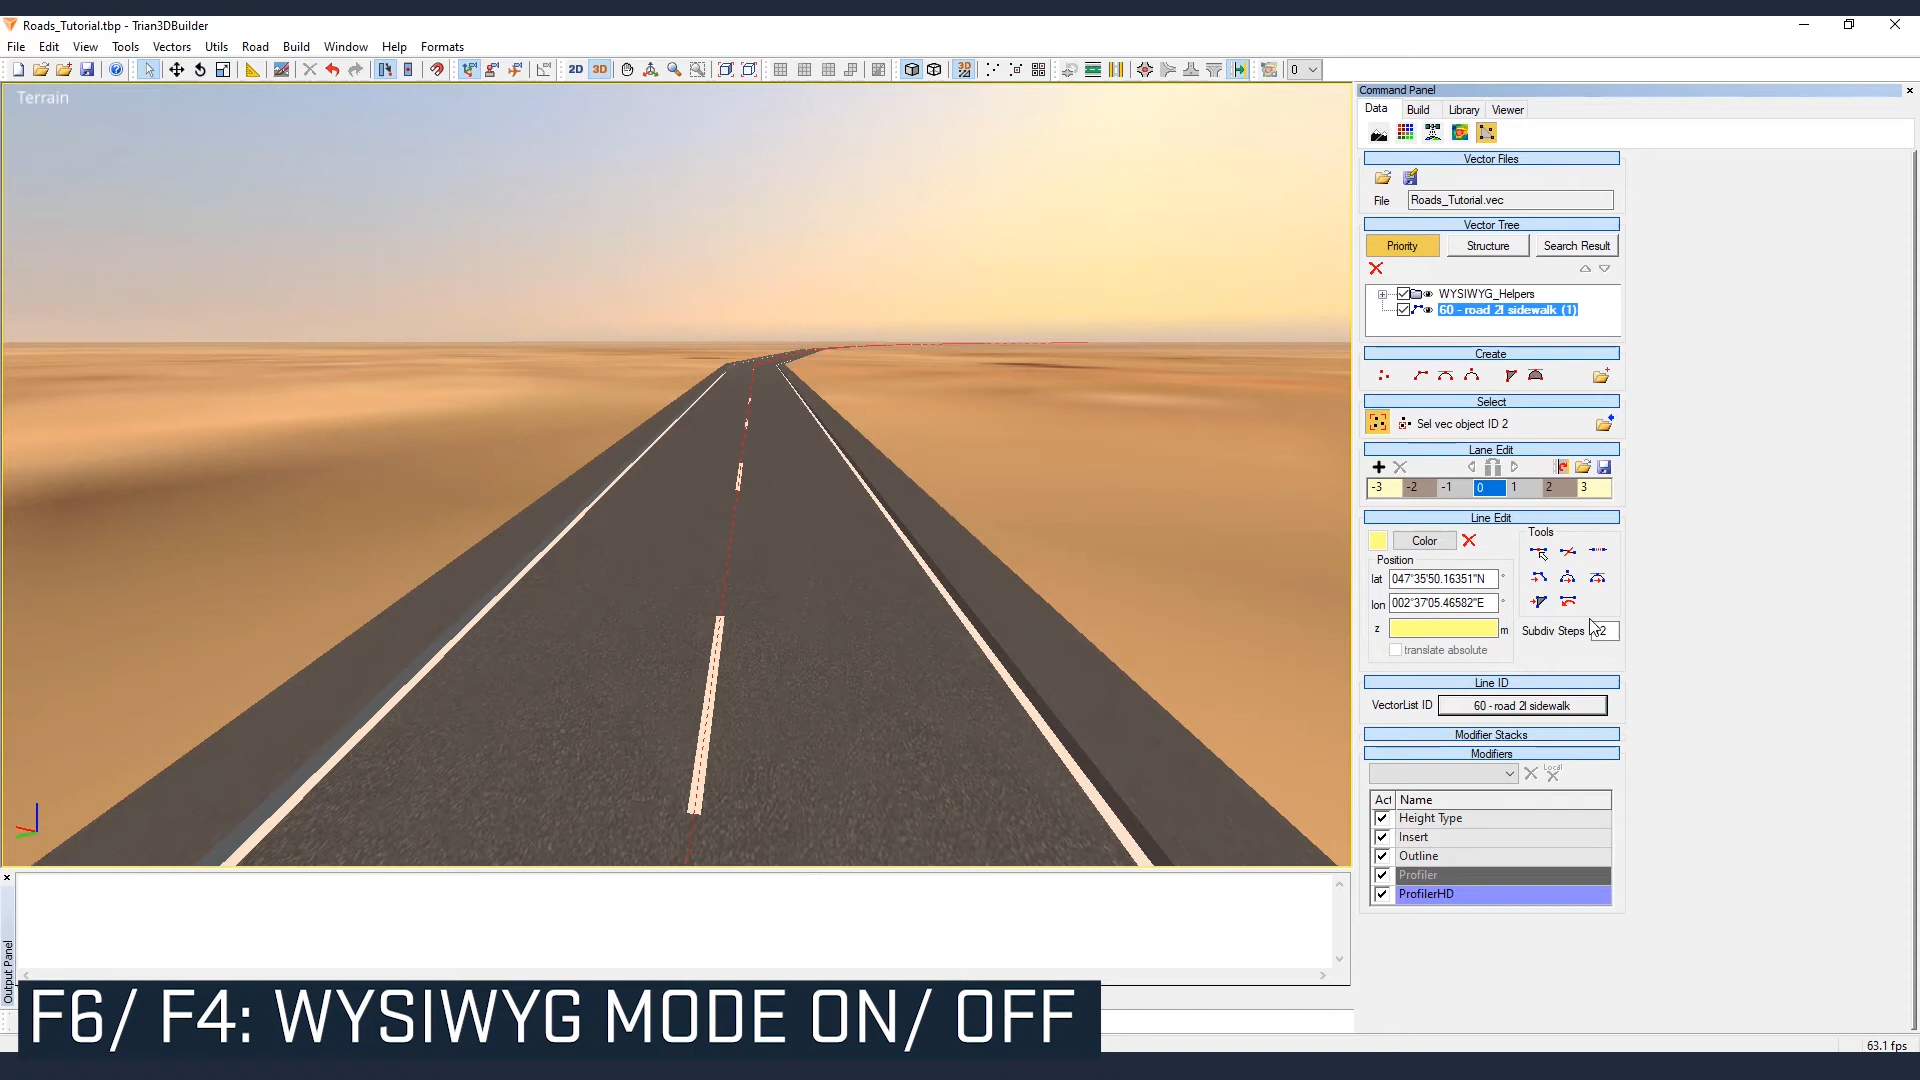 Roads_Tutorial.tbp - Trian3DBuilder
File Edit View Tools Vectors Utils Road Build Window Help Formats
2D 3D 3D 0
Terrain
Command Panel
Data Build Library Viewer
Vector Files
File Roads_Tutorial.vec
Vector Tree
Priority Structure Search Result
WYSIWYG_Helpers
60 - road 2l sidewalk (1)
Create
Select
Sel vec object ID 2
Lane Edit
-3 -2 -1 0 1 2 3
Line Edit
Color
Tools
Position
lat 047°35'50.16351"N °
lon 002°37'05.46582"E °
z m
Subdiv Steps 2
translate absolute
Line ID
VectorList ID 60 - road 2l sidewalk
Modifier Stacks
Modifiers
Local
Act Name
Height Type
Insert
Outline
Profiler
ProfilerHD
Output Panel
F6/ F4: WYSIWYG MODE ON/ OFF
63.1 fps